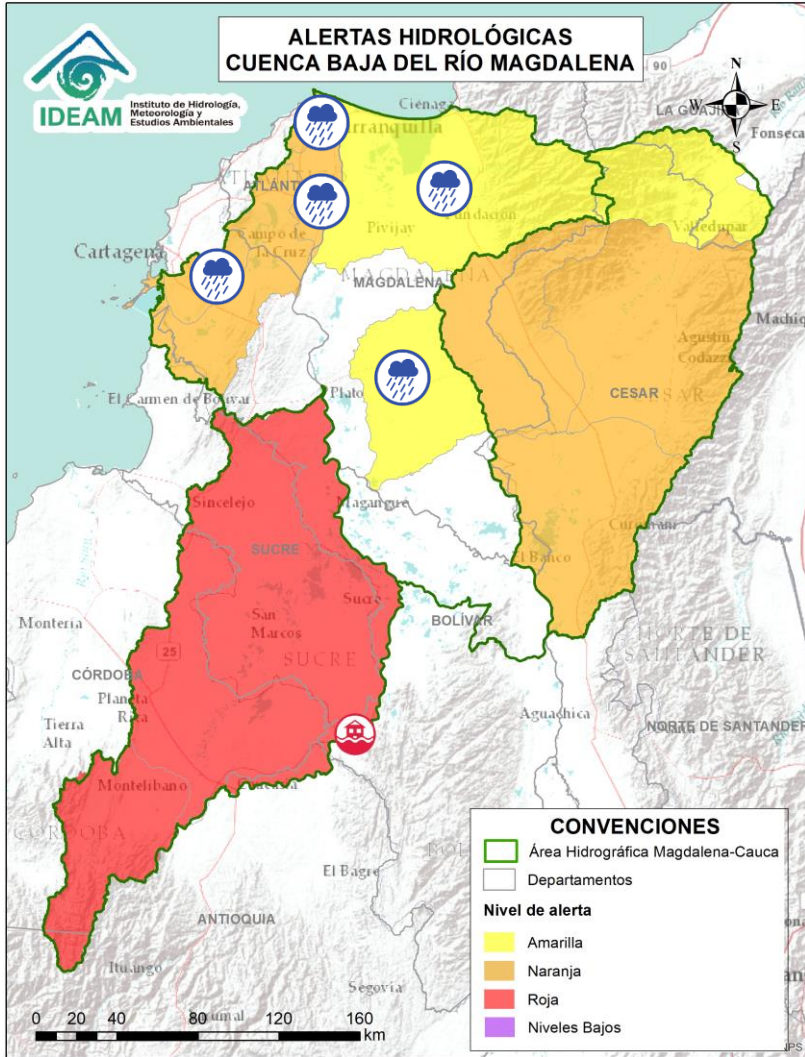 ALERTAS HIDROLÓGICAS
CUENCA BAJA DEL RÍO MAGDALENA
IDEAM
Instituto de Hidrología,
Meteorología y
Estudios Ambientales
N
W
E
S
90
Ciénaga
LA GUAJIRA
Fonseca
rranquilla
ATLÁNT
Pivijay
Fundación
Valledupar
Cartagena
Campo de
la Cruz
MAGDALENA
MAGDALENA
Machiq
Agustín
Codazzi
El Carmen de Bolívar
Plato
CESAR
Sincelejo
Magangué
SUCRE
Curumaní
El Banco
Sucre
San
Marcos
BOLÍVAR
Montería
SUCRE
NORTE DE
SANTANDER
25
CÓRDOBA
Planeta
Rica
Aguachica
Tierra
Alta
NORTE DE SANTANDER
Montelíbano
CÓRDOBA
El Bagre
ANTIOQUIA
Ituango
Segovia
CONVENCIONES
Área Hidrográfica Magdalena-Cauca
Departamentos
Nivel de alerta
Amarilla
Naranja
Roja
Niveles Bajos
0 20 40 80 120 160
km